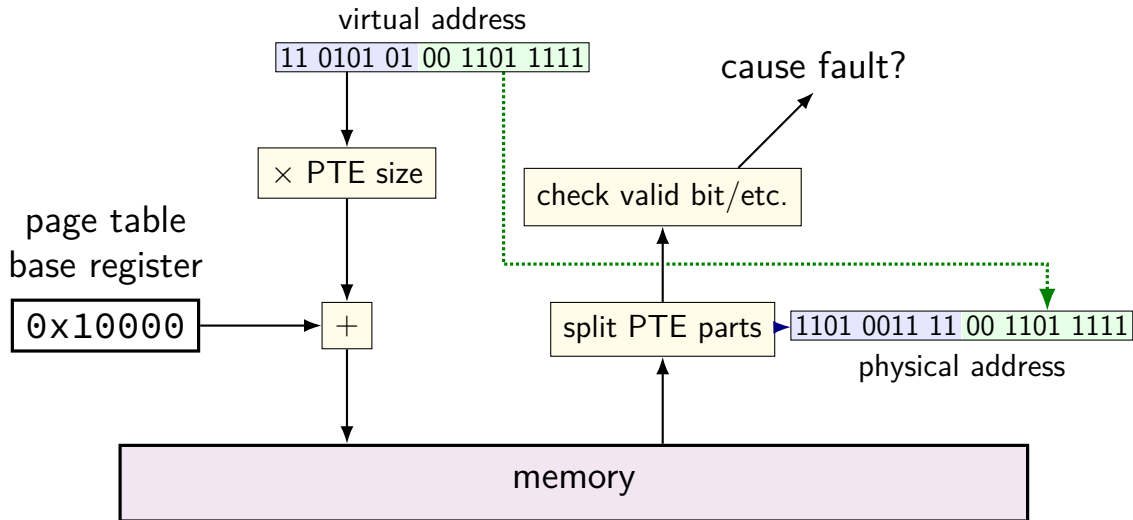 virtual address
11 0101 01 00 1101 1111
cause fault?
× PTE size
check valid bit/etc.
page table
base register
0x10000
+
split PTE parts
1101 0011 11 00 1101 1111
physical address
memory